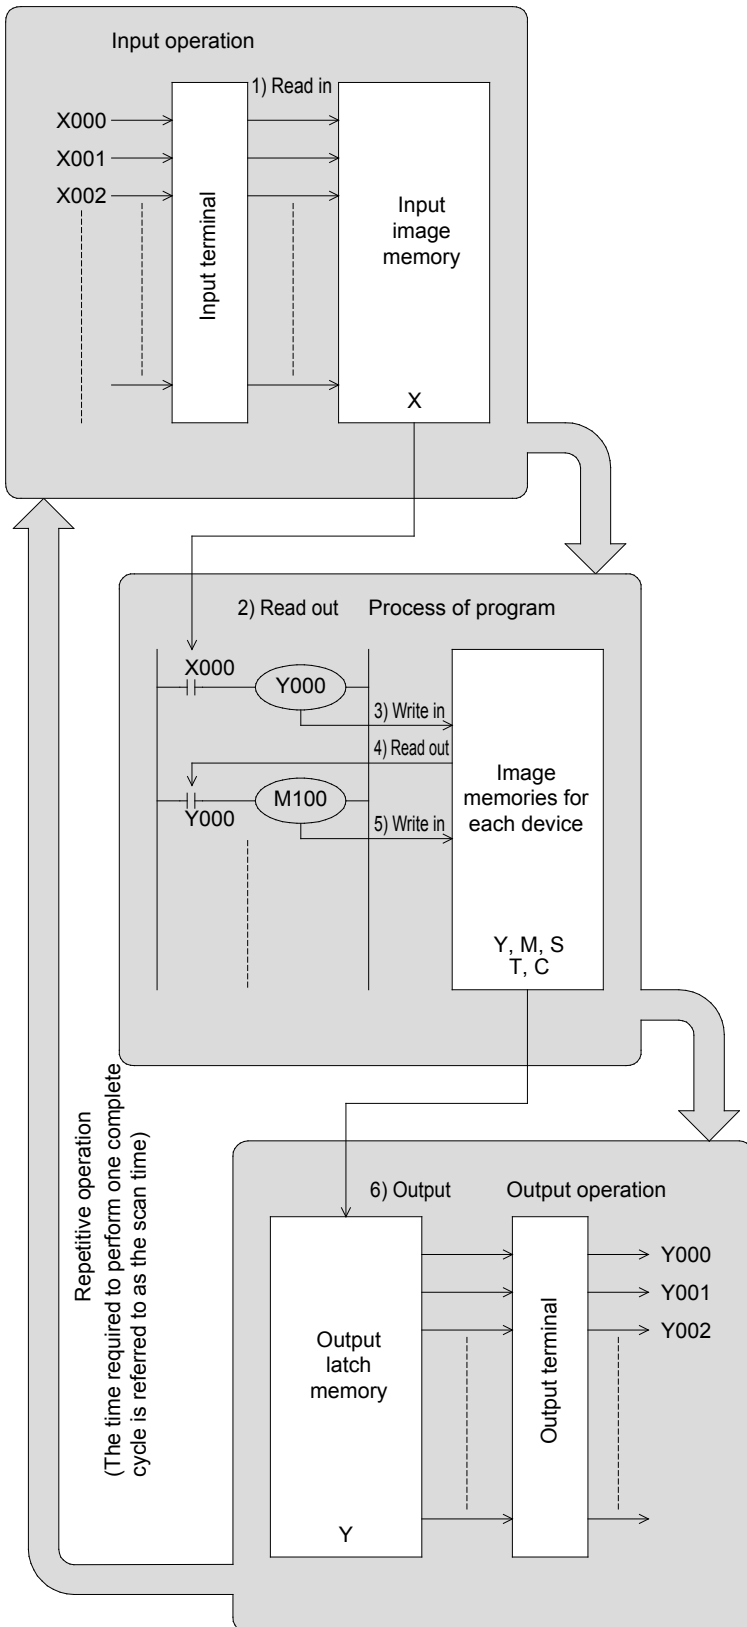 Input operation
1) Read in
X000
X001
X002
Input terminal
Input
image
memory
X
2) Read out
Process of program
X000
Y000
3) Write in
4) Read out
Y000
M100
5) Write in
Image
memories for
each device
Y, M, S
T, C
Repetitive operation
(The time required to perform one complete
cycle is referred to as the scan time)
6) Output
Output operation
Output
latch
memory
Y
Output terminal
Y000
Y001
Y002